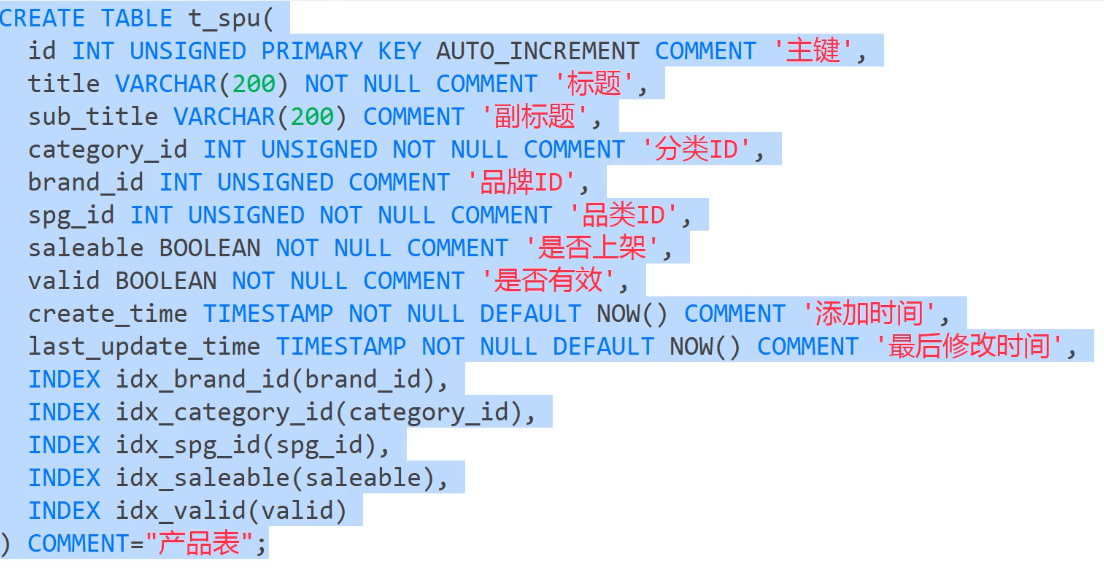 CREATE TABLE t_spu(
  id INT UNSIGNED PRIMARY KEY AUTO_INCREMENT COMMENT '主键',
  title VARCHAR(200) NOT NULL COMMENT '标题',
  sub_title VARCHAR(200) COMMENT '副标题',
  category_id INT UNSIGNED NOT NULL COMMENT '分类ID',
  brand_id INT UNSIGNED COMMENT '品牌ID',
  spg_id INT UNSIGNED NOT NULL COMMENT '品类ID',
  saleable BOOLEAN NOT NULL COMMENT '是否上架',
  valid BOOLEAN NOT NULL COMMENT '是否有效',
  create_time TIMESTAMP NOT NULL DEFAULT NOW() COMMENT '添加时间',
  last_update_time TIMESTAMP NOT NULL DEFAULT NOW() COMMENT '最后修改时间',
  INDEX idx_brand_id(brand_id),
  INDEX idx_category_id(category_id),
  INDEX idx_spg_id(spg_id),
  INDEX idx_saleable(saleable),
  INDEX idx_valid(valid)
) COMMENT="产品表";